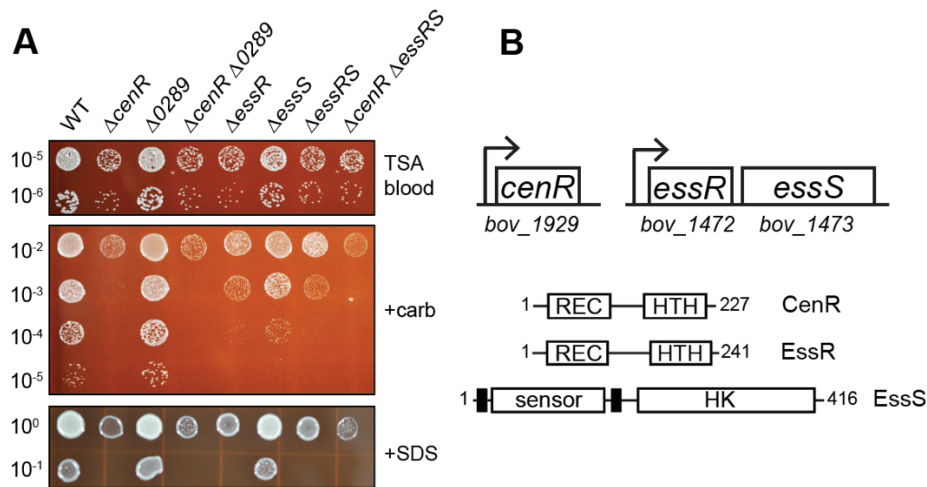 A
WT
ΔcenR
Δ0289
ΔcenR Δ0289
ΔessR
ΔessS
ΔessRS
ΔcenR ΔessRS
10-5
10-6
TSA
blood
10-2
10-3
10-4
10-5
+carb
10⁰
10-1
+SDS
B
cenR
bov_1929
essR essS
bov_1472 bov_1473
1 REC HTH 227 CenR
1 REC HTH 241 EssR
1 sensor HK 416 EssS